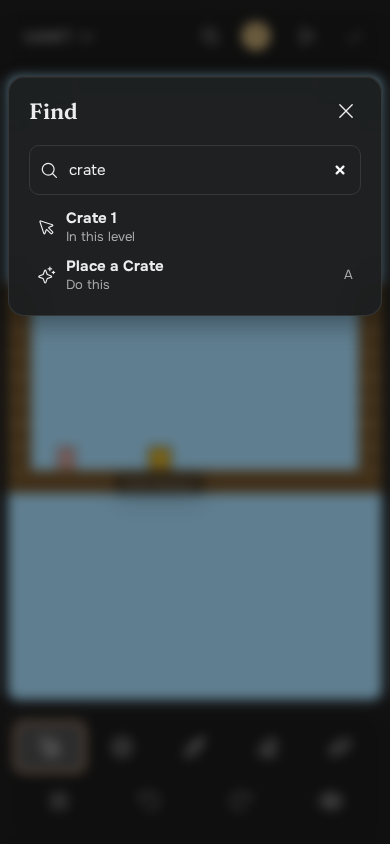 Find
crate
Crate 1
In this level
Place a Crate
Do this
A